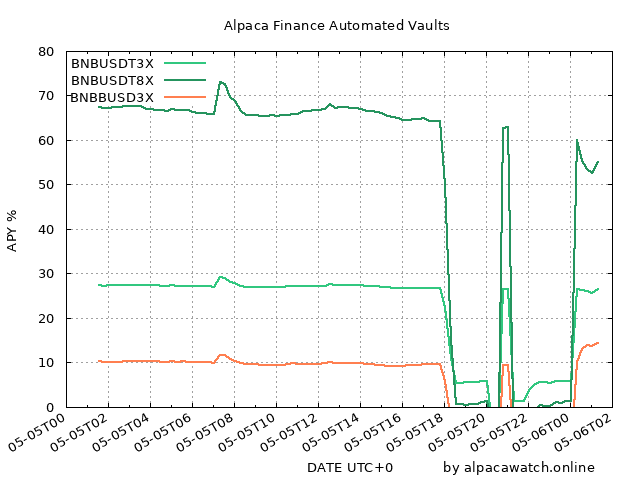 Alpaca Finance Automated Vaults
80
70
60
50
40
30
20
10
0
APY %
BNBUSDT3X
BNBUSDT8X
BNBBUSD3X
05-05T00
05-05T02
05-05T04
05-05T06
05-05T08
05-05T10
05-05T12
05-05T14
05-05T16
05-05T18
05-05T20
05-05T22
05-06T00
05-06T02
DATE UTC+0
by alpacawatch.online